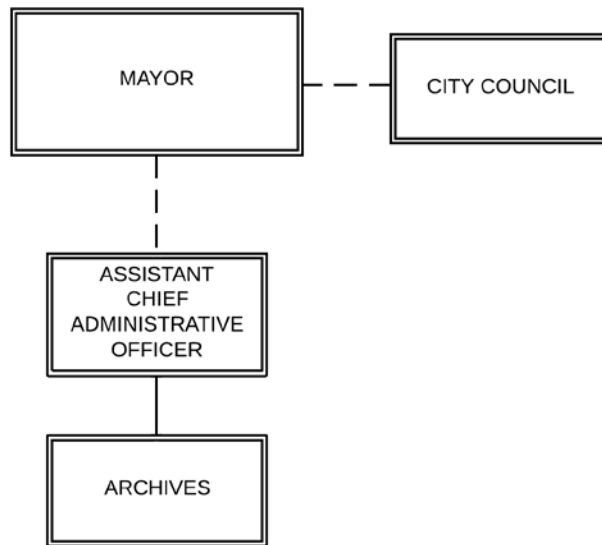 MAYOR
CITY COUNCIL
ASSISTANT
CHIEF
ADMINISTRATIVE
OFFICER
ARCHIVES